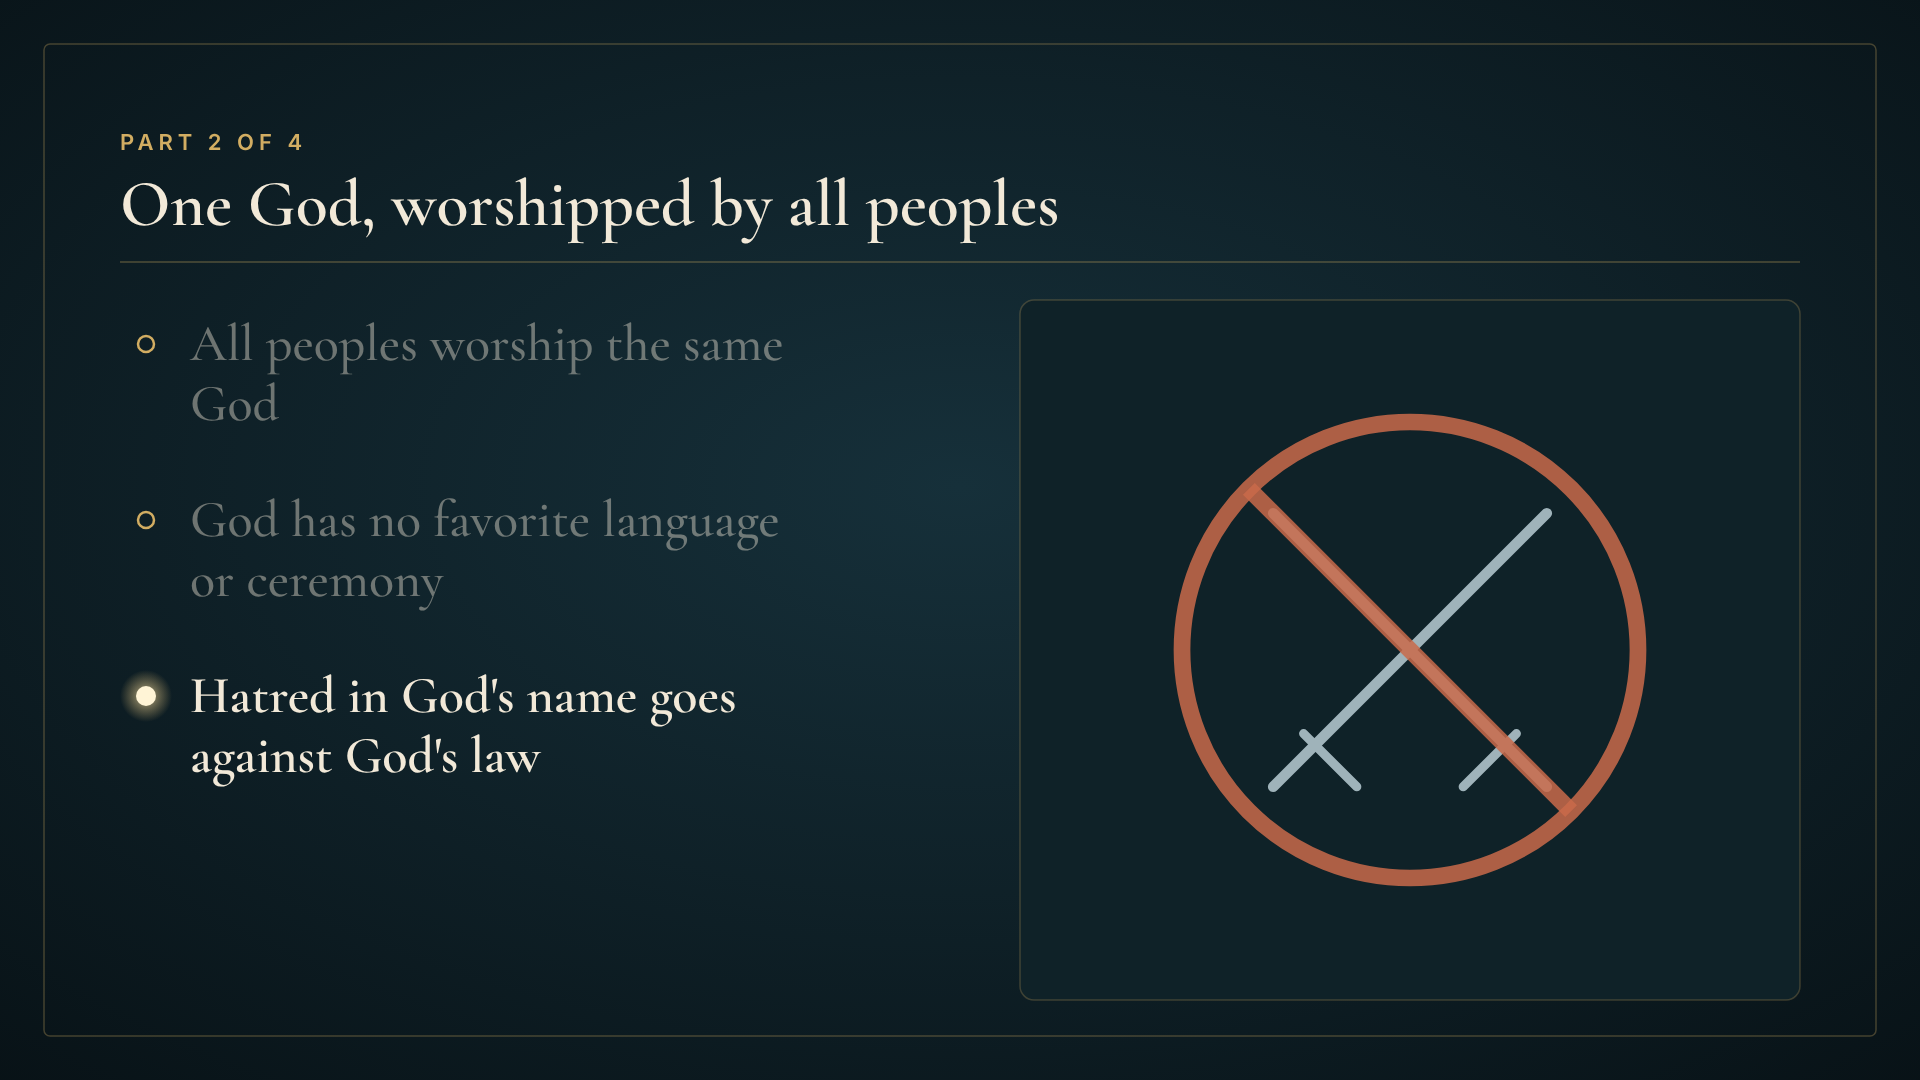 PART 2 OF 4
One God, worshipped by all peoples
All peoples worship the same
God
God has no favorite language
or ceremony
Hatred in God's name goes
against God's law